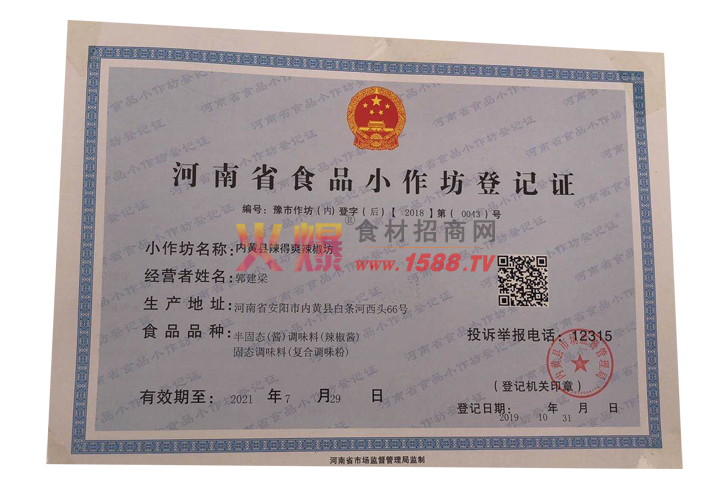 河南省食品小作坊登记证
编号：豫市作坊（内）登字（后）【 2018 】第（ 0043 ）号
小作坊名称：内黄县辣得爽辣椒坊
经营者姓名：郭建梁
生产地址：河南省安阳市内黄县白条河西头66号
食品品种：半固态(酱)调味料(辣椒酱)
固态调味料(复合调味粉)
火爆®食材招商网
www.1588.TV
投诉举报电话：12315
（登记机关印章）
有效期至：2021 年 7 月 29 日
登记日期：2019 年 10 月 31 日
河南省市场监督管理局监制